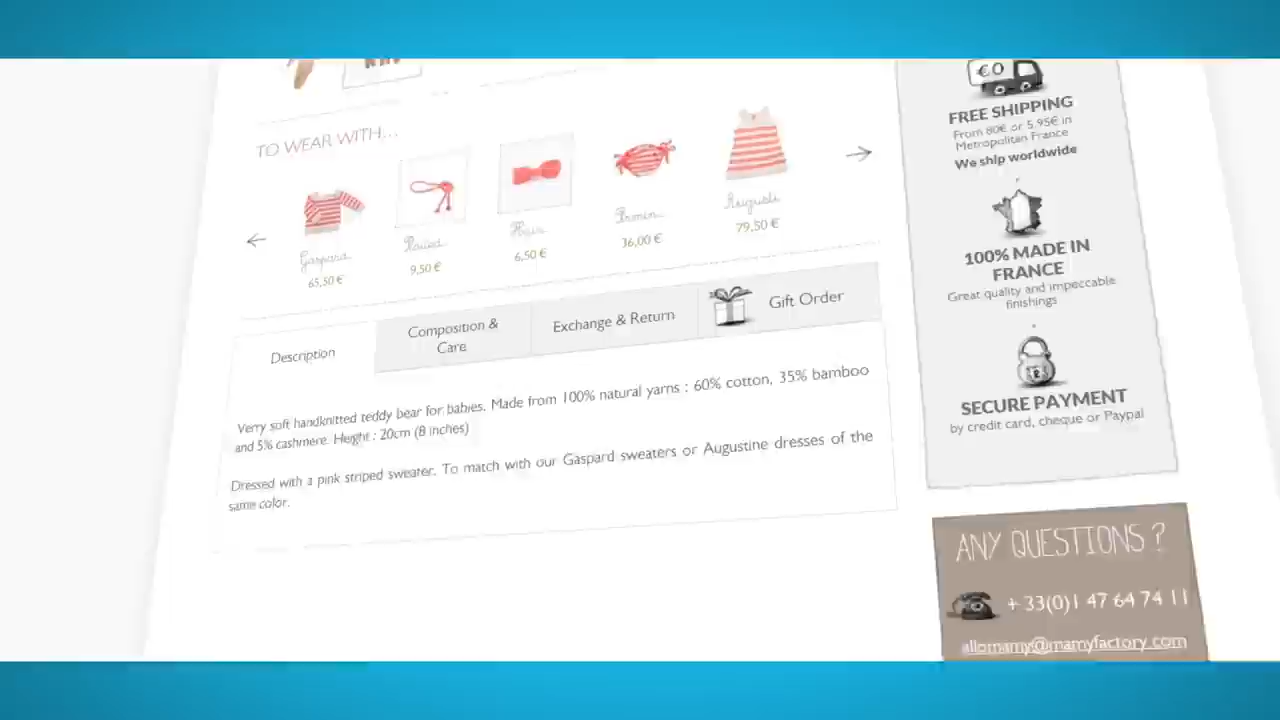 TO WEAR WITH...
Gaspard
65,50 €
9,50 €
6,50 €
36,00 €
79,50 €
Description
Composition &
Care
Exchange & Return
Gift Order
Verry soft handknitted teddy bear for babies. Made from 100% natural yarns : 60% cotton, 35% bamboo
and 5% cashmere. Height : 20cm (8 inches)
Dressed with a pink striped sweater. To match with our Gaspard sweaters or Augustine dresses of the
same color.
€0
FREE SHIPPING
From 80€ or 5,95€ in
Metropolitan France
We ship worldwide
100% MADE IN
FRANCE
Great quality and impeccable
finishings
SECURE PAYMENT
by credit card, cheque or Paypal
ANY QUESTIONS ?
+ 33(0)1 47 64 74 11
allomamy@mamyfactory.com